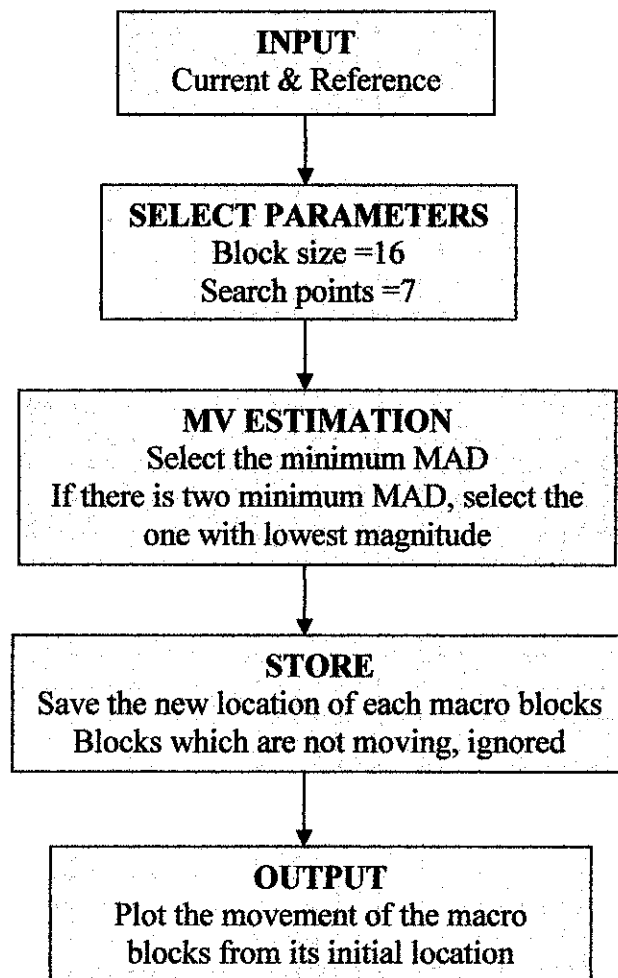 INPUT
Current & Reference
SELECT PARAMETERS
Block size =16
Search points =7
MV ESTIMATION
Select the minimum MAD
If there is two minimum MAD, select the
one with lowest magnitude
STORE
Save the new location of each macro blocks
Blocks which are not moving, ignored
OUTPUT
Plot the movement of the macro
blocks from its initial location